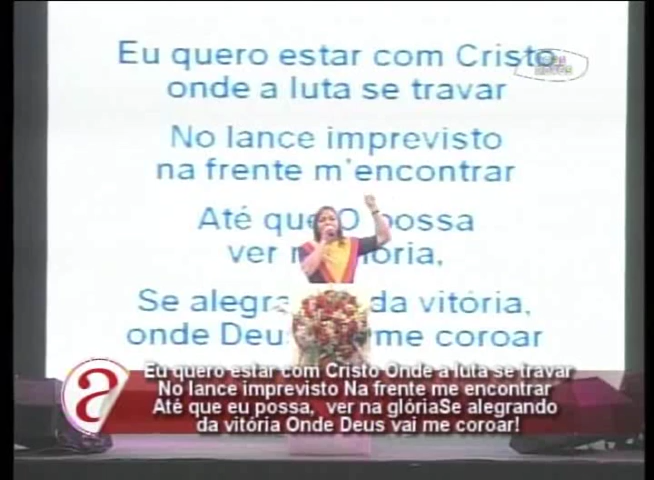 Eu quero estar com Cristo
onde a luta se travar
No lance imprevisto
na frente m'encontrar
Até que O possa
ver
Se alegra da vitória,
onde Deus me coroar
a
Eu quero estar com Cristo Onde a luta se travar
No lance imprevisto Na frente me encontrar
Até que eu possa, ver na glóriaSe alegrando
da vitória Onde Deus vai me coroar!